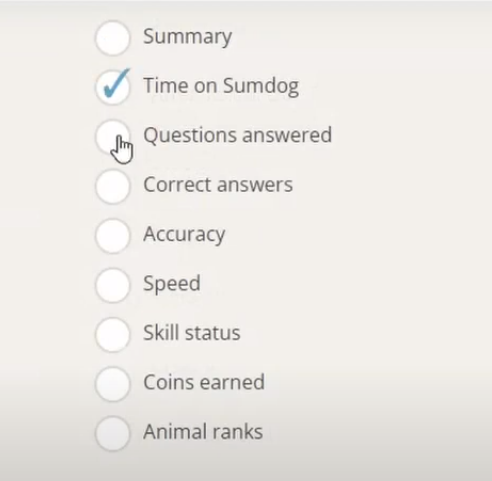 Summary
Time on Sumdog
Questions answered
Correct answers
Accuracy
Speed
Skill status
Coins earned
Animal ranks